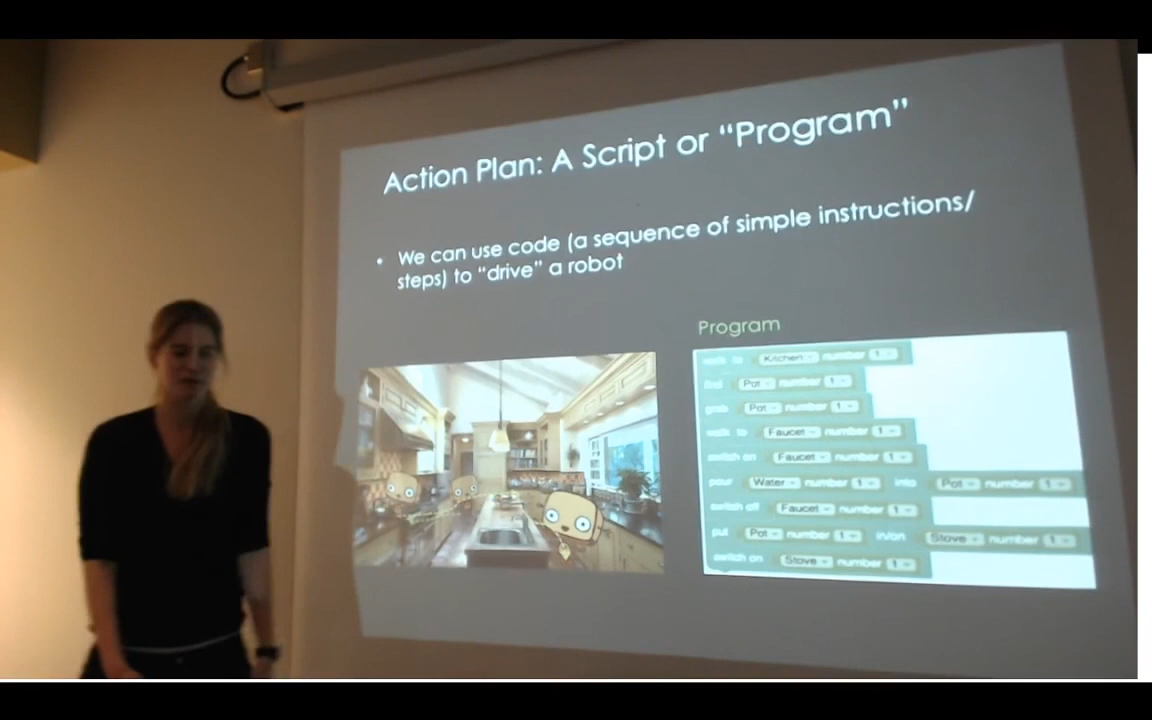 Action Plan: A Script or “Program”
• We can use code (a sequence of simple instructions/
steps) to “drive” a robot
Program
walk to Kitchen number 1
find Pot number 1
grab Pot number 1
walk to Faucet number 1
switch on Faucet number 1
pour Water number 1 into Pot number 1
switch off Faucet number 1
put Pot number 1 in/on Stove number 1
switch on Stove number 1